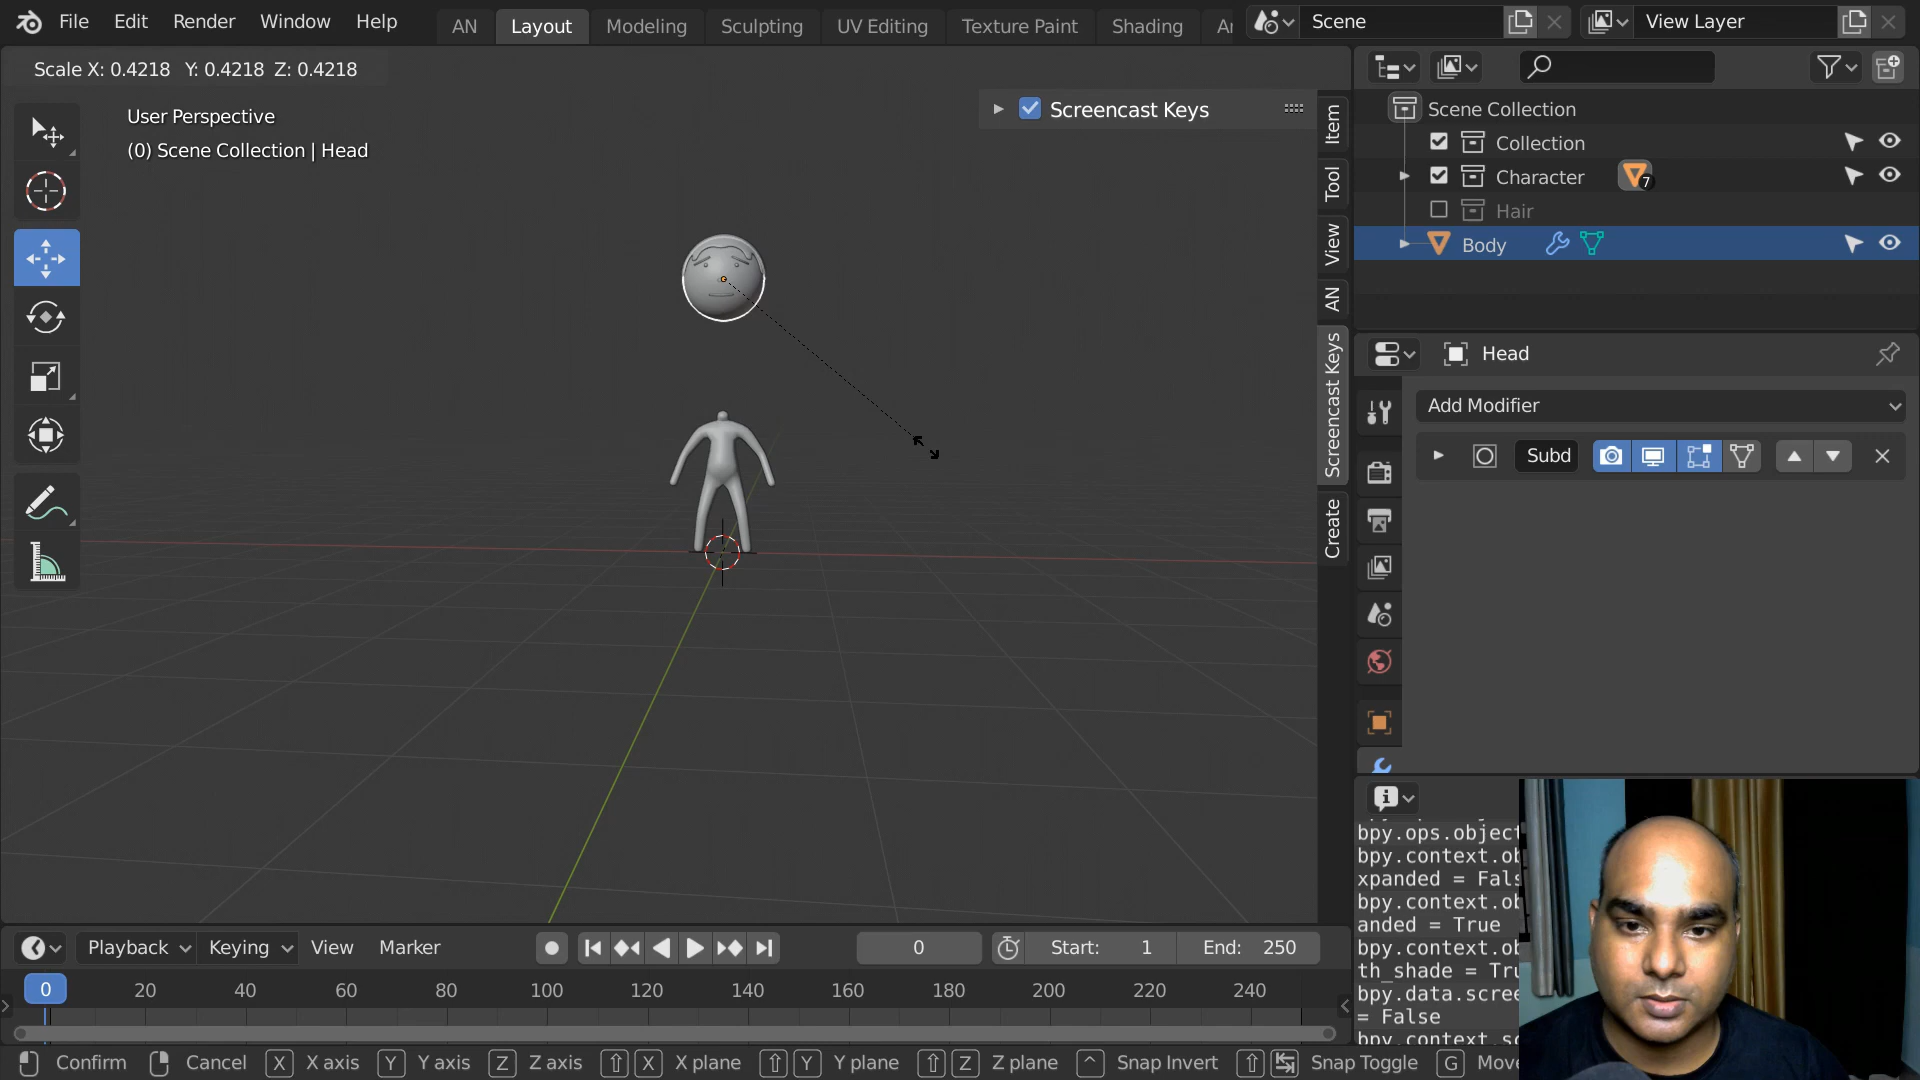 File Edit Render Window Help AN Layout Modeling Sculpting UV Editing Texture Paint Shading Scene View Layer
Scale X: 0.4218 Y: 0.4218 Z: 0.4218
User Perspective
(0) Scene Collection | Head
Screencast Keys
Item
Tool
View
AN
Screencast Keys
Create
Scene Collection
Collection
Character 7
Hair
Body
Head
Add Modifier
Subd
bpy.ops.object
bpy.context.ob
xpanded = Fals
bpy.context.ob
anded = True
bpy.context.ob
th_shade = Tru
bpy.data.scree
= False
bpy.context.sc
Playback Keying View Marker 0 Start: 1 End: 250
0 20 40 60 80 100 120 140 160 180 200 220 240
Confirm Cancel X X axis Y Y axis Z Z axis X X plane Y Y plane Z Z plane ^ Snap Invert Snap Toggle G Move